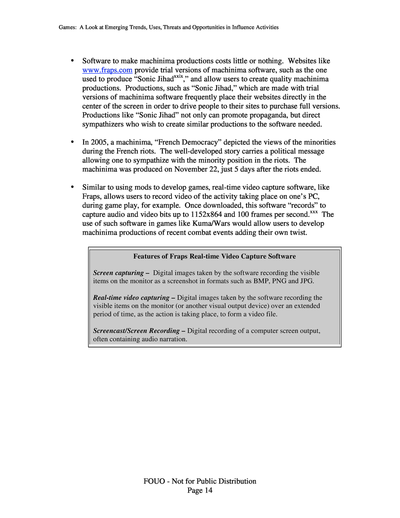 Games:  A Look at Emerging Trends, Uses, Threats and Opportunities in Influence Activities
• Software to make machinima productions costs little or nothing.  Websites like
www.fraps.com provide trial versions of machinima software, such as the one
used to produce “Sonic Jihadxxix,” and allow users to create quality machinima
productions.  Productions, such as “Sonic Jihad,” which are made with trial
versions of machinima software frequently place their websites directly in the
center of the screen in order to drive people to their sites to purchase full versions.
Productions like “Sonic Jihad” not only can promote propaganda, but direct
sympathizers who wish to create similar productions to the software needed.
• In 2005, a machinima, “French Democracy” depicted the views of the minorities
during the French riots.  The well-developed story carries a political message
allowing one to sympathize with the minority position in the riots.  The
machinima was produced on November 22, just 5 days after the riots ended.
• Similar to using mods to develop games, real-time video capture software, like
Fraps, allows users to record video of the activity taking place on one’s PC,
during game play, for example.  Once downloaded, this software “records” to
capture audio and video bits up to 1152x864 and 100 frames per second.xxx  The
use of such software in games like Kuma/Wars would allow users to develop
machinima productions of recent combat events adding their own twist.
Features of Fraps Real-time Video Capture Software
Screen capturing –  Digital images taken by the software recording the visible
items on the monitor as a screenshot in formats such as BMP, PNG and JPG.
Real-time video capturing – Digital images taken by the software recording the
visible items on the monitor (or another visual output device) over an extended
period of time, as the action is taking place, to form a video file.
Screencast/Screen Recording – Digital recording of a computer screen output,
often containing audio narration.
FOUO - Not for Public Distribution
Page 14